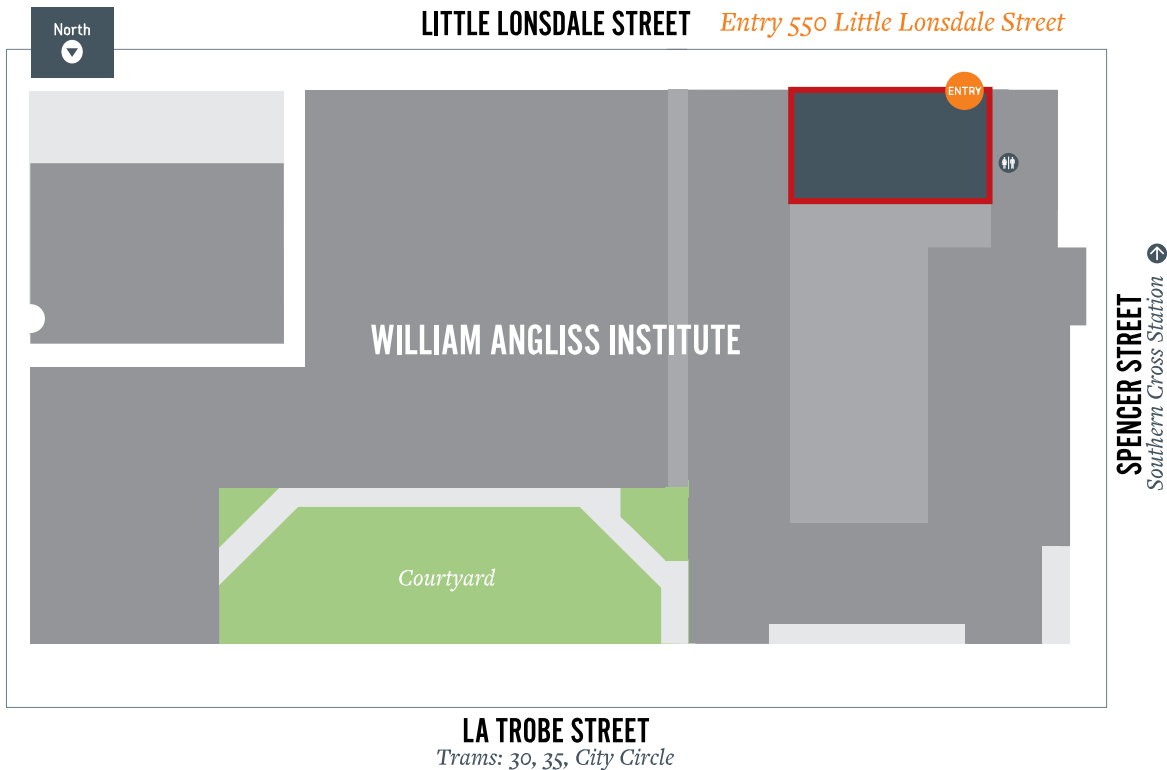 North
LITTLE LONSDALE STREET
Entry 550 Little Lonsdale Street
ENTRY
WILLIAM ANGLISS INSTITUTE
SPENCER STREET
Southern Cross Station
Courtyard
LA TROBE STREET
Trams: 30, 35, City Circle